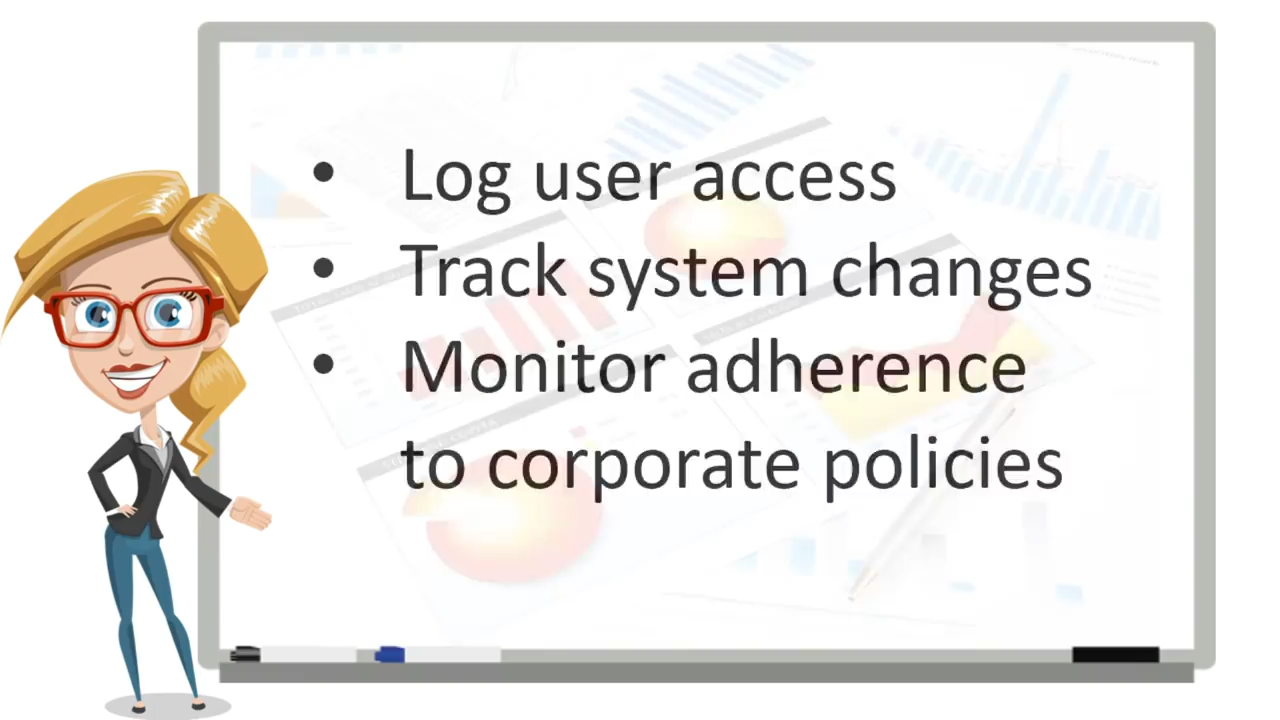 • Log user access
• Track system changes
• Monitor adherence
to corporate policies